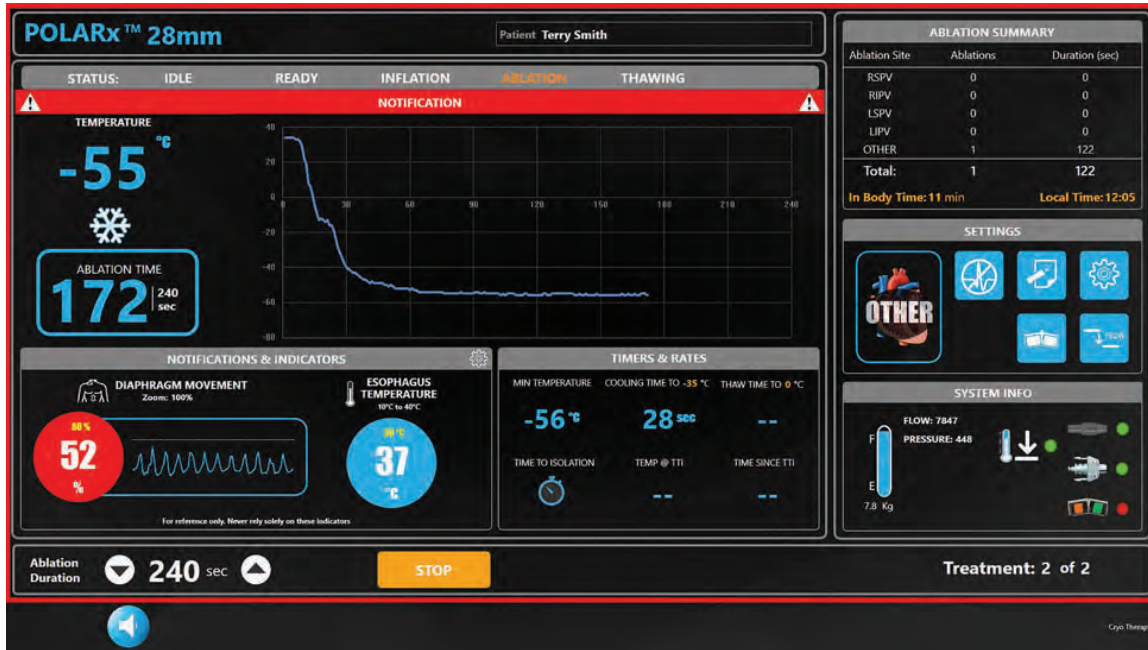 POLARx™ 28mm
Patient Terry Smith
STATUS: IDLE READY INFLATION ABLATION THAWING
NOTIFICATION
TEMPERATURE
-55 °C
ABLATION TIME
172 240 sec
40
20
0 0 30 60 90 120 150 180 210 240
-20
-40
-60
-80
NOTIFICATIONS & INDICATORS
DIAPHRAGM MOVEMENT
Zoom: 100%
52
%
ESOPHAGUS
TEMPERATURE
10°C to 40°C
37
°C
For reference only. Never rely solely on these indicators
TIMERS & RATES
MIN TEMPERATURE COOLING TIME TO -35 °C THAW TIME TO 0 °C
-56 °C 28 sec --
TIME TO ISOLATION TEMP @ TTI TIME SINCE TTI
-- --
ABLATION SUMMARY
Ablation Site Ablations Duration (sec)
RSPV 0 0
RIPV 0 0
LSPV 0 0
LIPV 0 0
OTHER 1 122
Total: 1 122
In Body Time: 11 min Local Time: 12:05
SETTINGS
OTHER
FLOW
SYSTEM INFO
FLOW: 7847
PRESSURE: 448
F
E
7.8 Kg
Ablation
Duration
240 sec
STOP
Treatment: 2 of 2
Cryo Therap